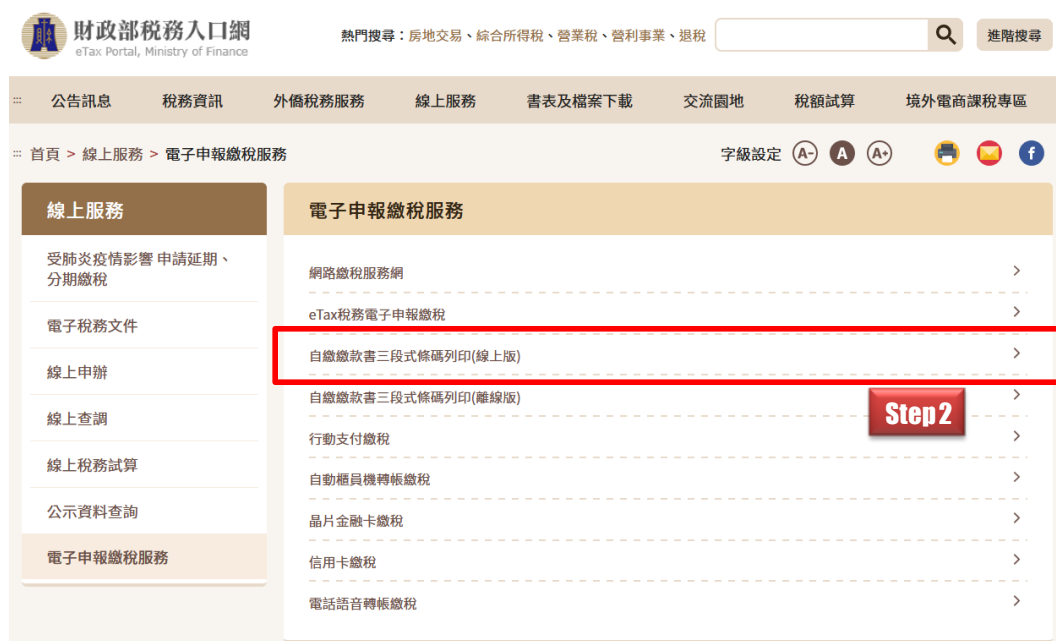 財政部稅務入口網
eTax Portal, Ministry of Finance
熱門搜尋：房地交易、綜合所得稅、營業稅、營利事業、退稅
進階搜尋
公告訊息 稅務資訊 外僑稅務服務 線上服務 書表及檔案下載 交流園地 稅額試算 境外電商課稅專區
首頁 > 線上服務 > 電子申報繳稅服務
字級設定 A- A A+
線上服務
受肺炎疫情影響 申請延期、
分期繳稅
電子稅務文件
線上申辦
線上查調
線上稅務試算
公示資料查詢
電子申報繳稅服務
電子申報繳稅服務
網路繳稅服務網
eTax稅務電子申報繳稅
自繳繳款書三段式條碼列印(線上版)
自繳繳款書三段式條碼列印(離線版)
Step 2
行動支付繳稅
自動櫃員機轉帳繳稅
晶片金融卡繳稅
信用卡繳稅
電話語音轉帳繳稅